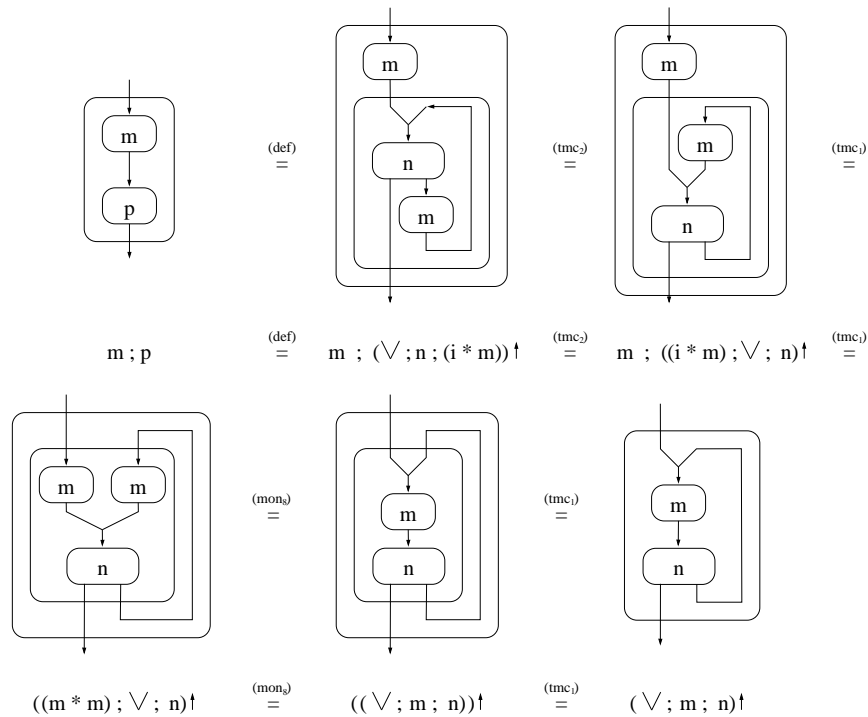 m
p
(def)
=
m
n
m
(tmc₂)
=
m
m
n
(tmc₁)
=
m ; p (def) = m ; (∨ ; n ; (i * m))↑ (tmc₂) = m ; ((i * m) ; ∨ ; n)↑ (tmc₁) =
m m
n
(mon₈)
=
m
n
(tmc₁)
=
m
n
((m * m) ; ∨ ; n)↑ (mon₈) = ((∨ ; m ; n))↑ (tmc₁) = (∨ ; m ; n)↑